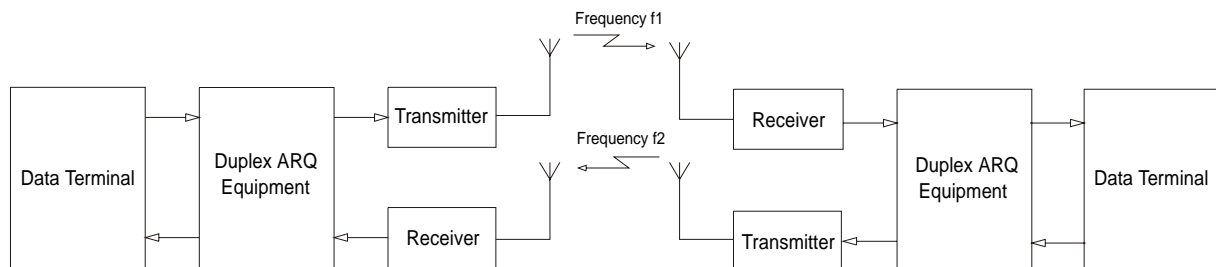 Frequency f1
Transmitter
Receiver
Frequency f2
Data Terminal
Duplex ARQ
Equipment
Duplex ARQ
Equipment
Data Terminal
Receiver
Transmitter